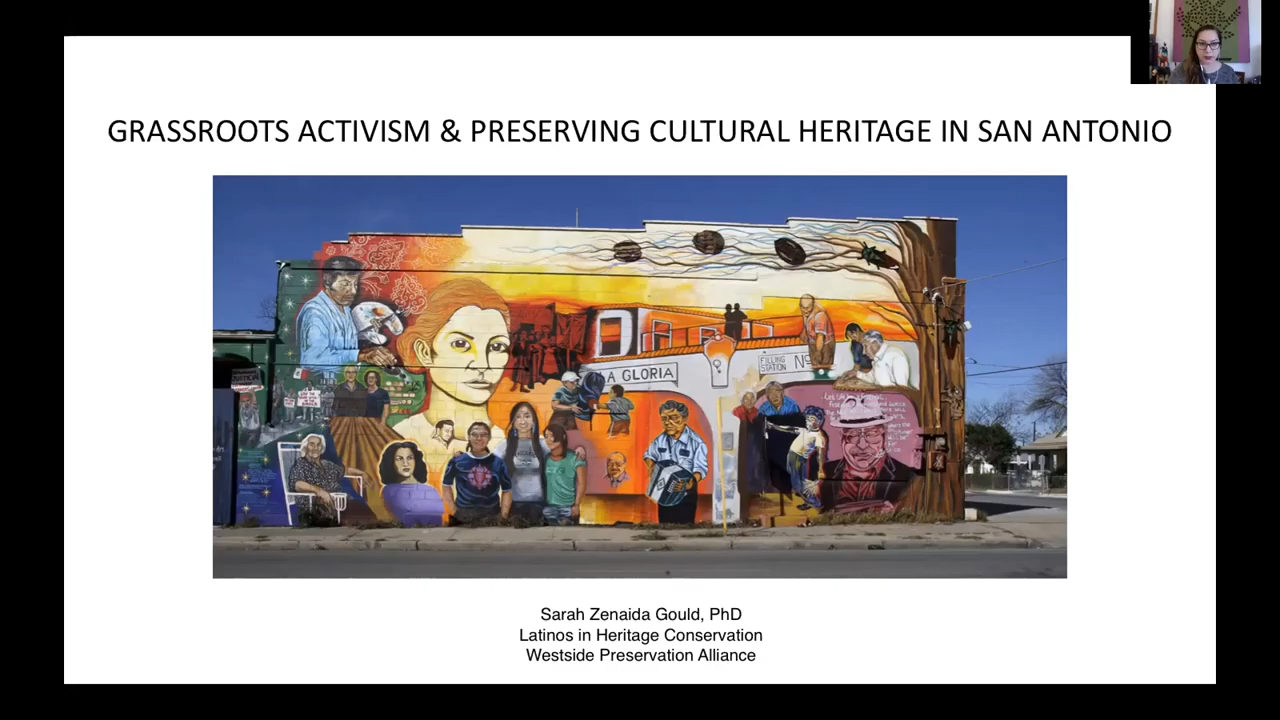 GRASSROOTS ACTIVISM & PRESERVING CULTURAL HERITAGE IN SAN ANTONIO
A GLORIA
FILLING
STATION
Nº
Sarah Zenaida Gould, PhD
Latinos in Heritage Conservation
Westside Preservation Alliance